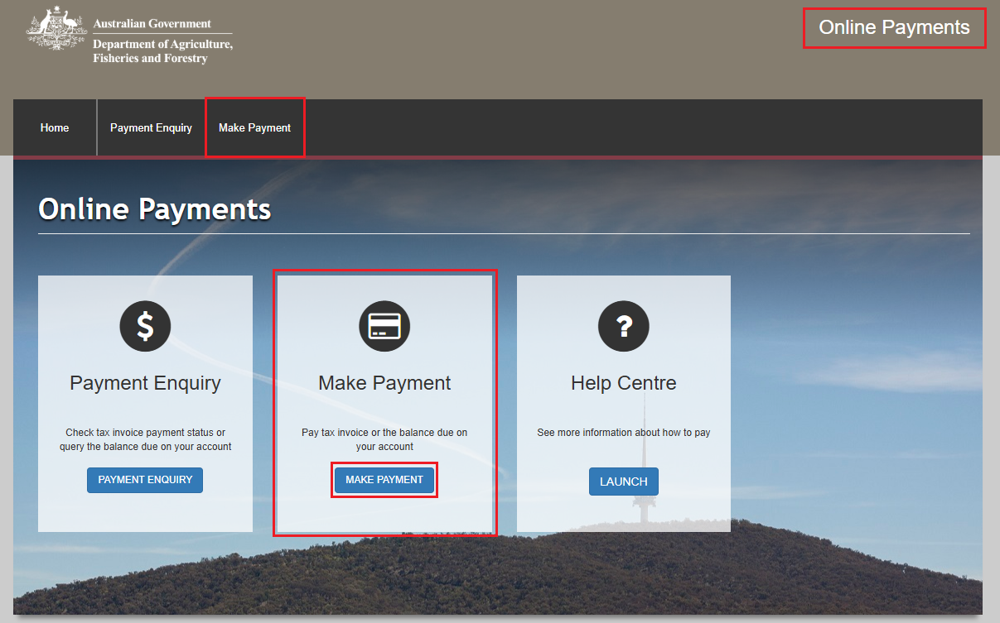 Australian Government
Department of Agriculture,
Fisheries and Forestry
Online Payments
Home
Payment Enquiry
Make Payment
Online Payments
$
Payment Enquiry
Check tax invoice payment status or
query the balance due on your account
PAYMENT ENQUIRY
Make Payment
Pay tax invoice or the balance due on
your account
MAKE PAYMENT
?
Help Centre
See more information about how to pay
LAUNCH